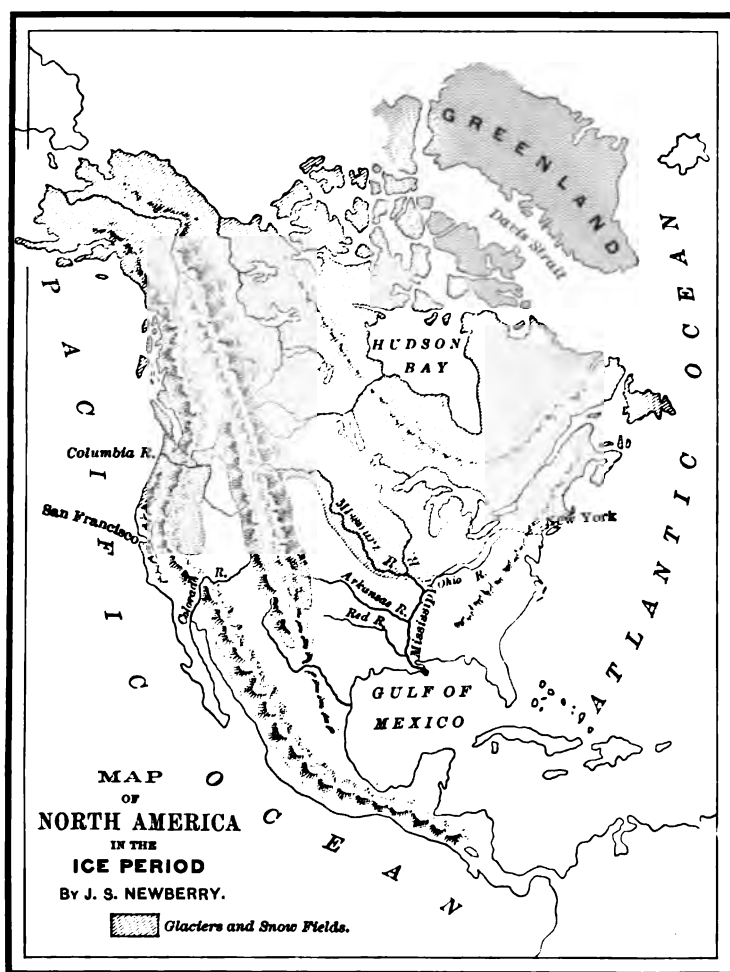 GREENLAND
Davis Strait
PACIFIC OCEAN
ATLANTIC OCEAN
HUDSON
BAY
Columbia R.
San Francisco
Missouri R.
New York
Ohio R.
R.
Colorado
R.
Arkansas R.
Red R.
Mississippi
GULF OF
MEXICO
MAP
OF
NORTH AMERICA
IN THE
ICE PERIOD
BY J. S. NEWBERRY.
Glaciers and Snow Fields.